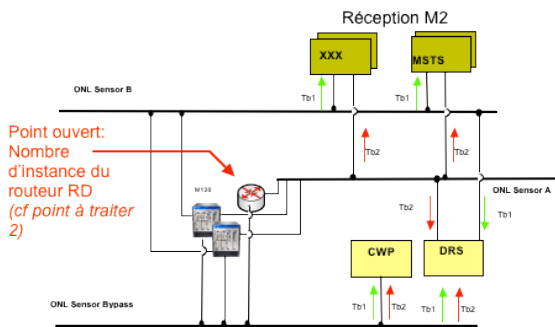 Réception M2
XXX
MSTS
ONL Sensor B
Tb1
Tb1
Point ouvert:
Nombre
d'instance du
routeur RD
(cf point à traiter
2)
Tb2
Tb2
M120
ONL Sensor A
Tb2
Tb1
CWP
DRS
Tb1
Tb2
Tb1
Tb2
ONL Sensor Bypass